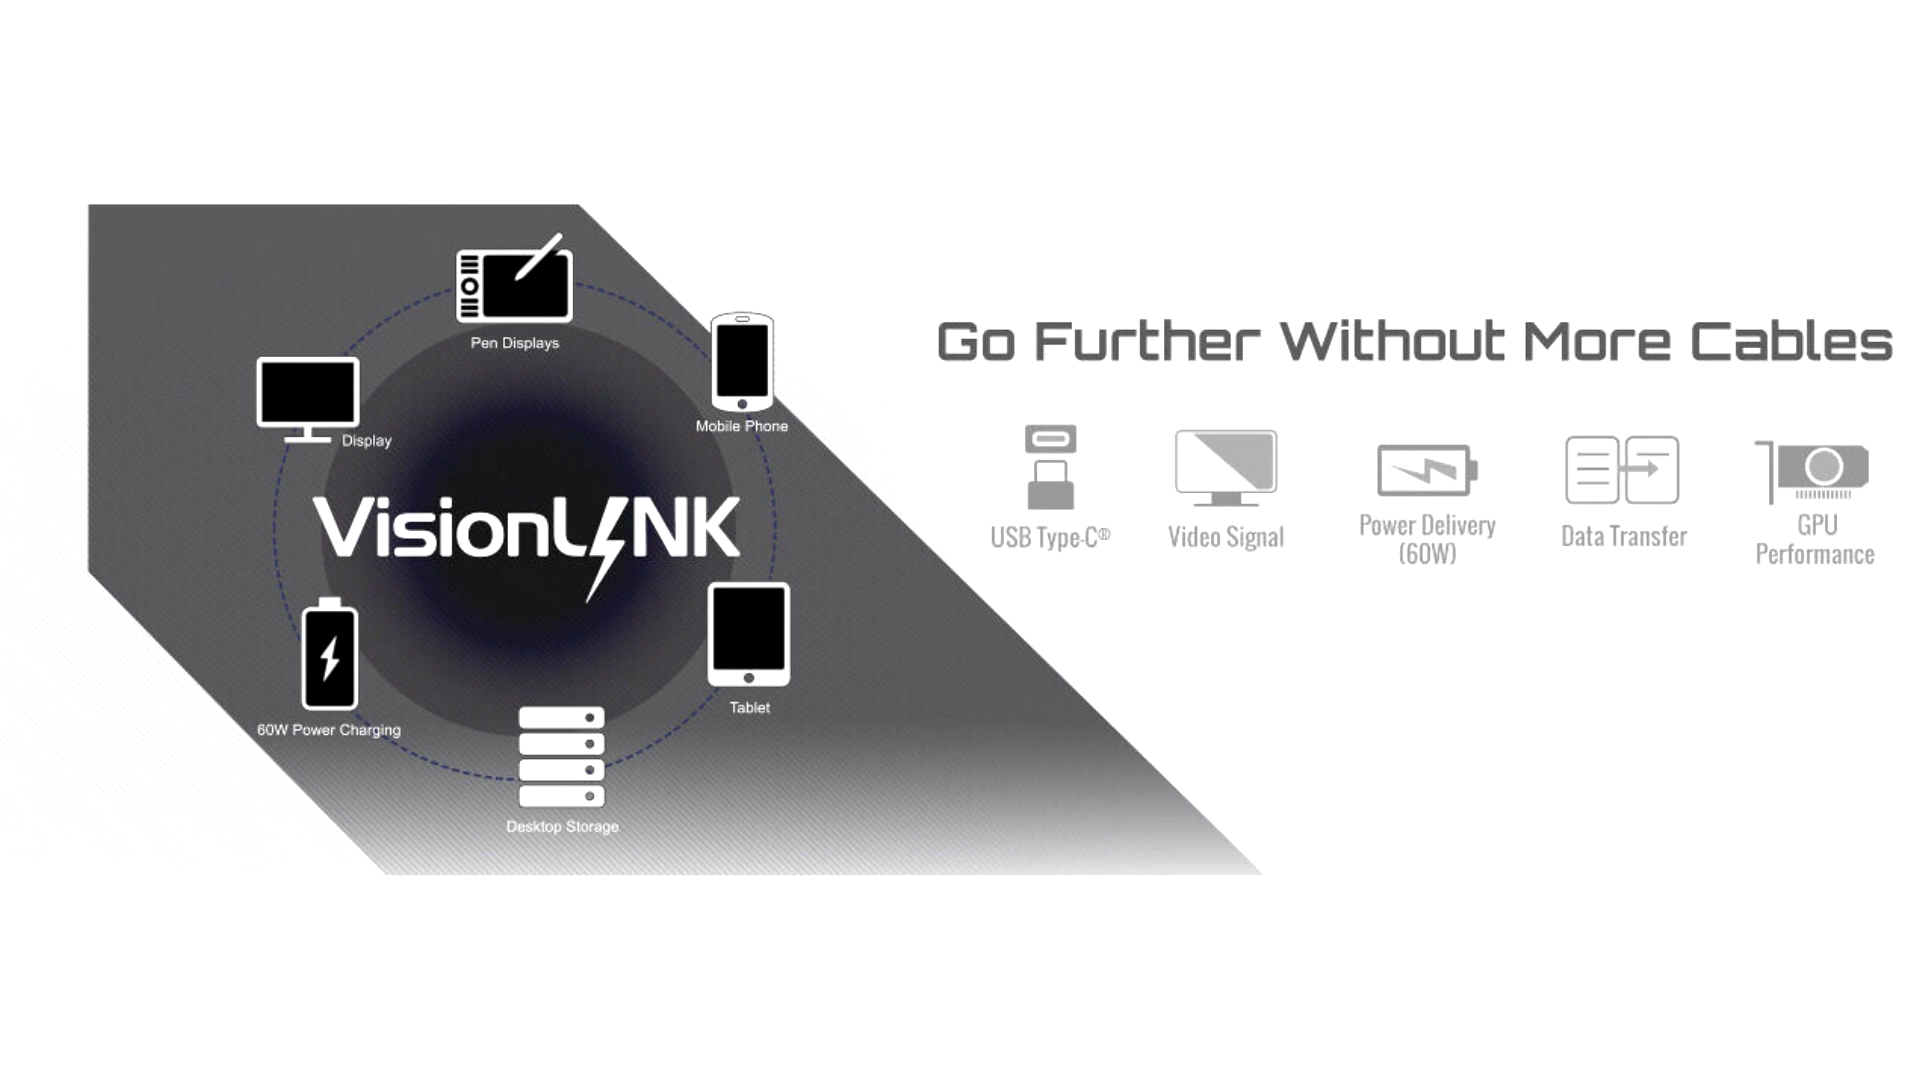 Pen Displays
Mobile Phone
Display
VisionLINK
60W Power Charging
Tablet
Desktop Storage
Go Further Without More Cables
USB Type-C®
Video Signal
Power Delivery
(60W)
Data Transfer
GPU
Performance